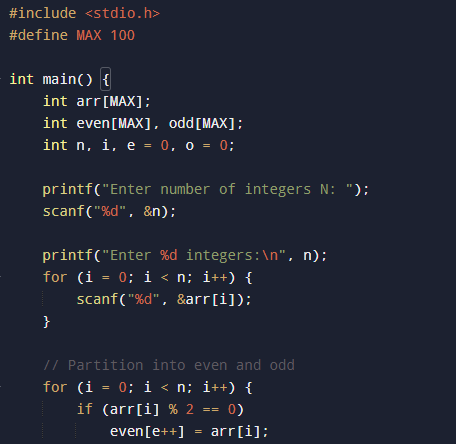 #include <stdio.h>
#define MAX 100
int main() {
int arr[MAX];
int even[MAX], odd[MAX];
int n, i, e = 0, o = 0;
printf("Enter number of integers N: ");
scanf("%d", &n);
printf("Enter %d integers:\n", n);
for (i = 0; i < n; i++) {
scanf("%d", &arr[i]);
}
// Partition into even and odd
for (i = 0; i < n; i++) {
if (arr[i] % 2 == 0)
even[e++] = arr[i];